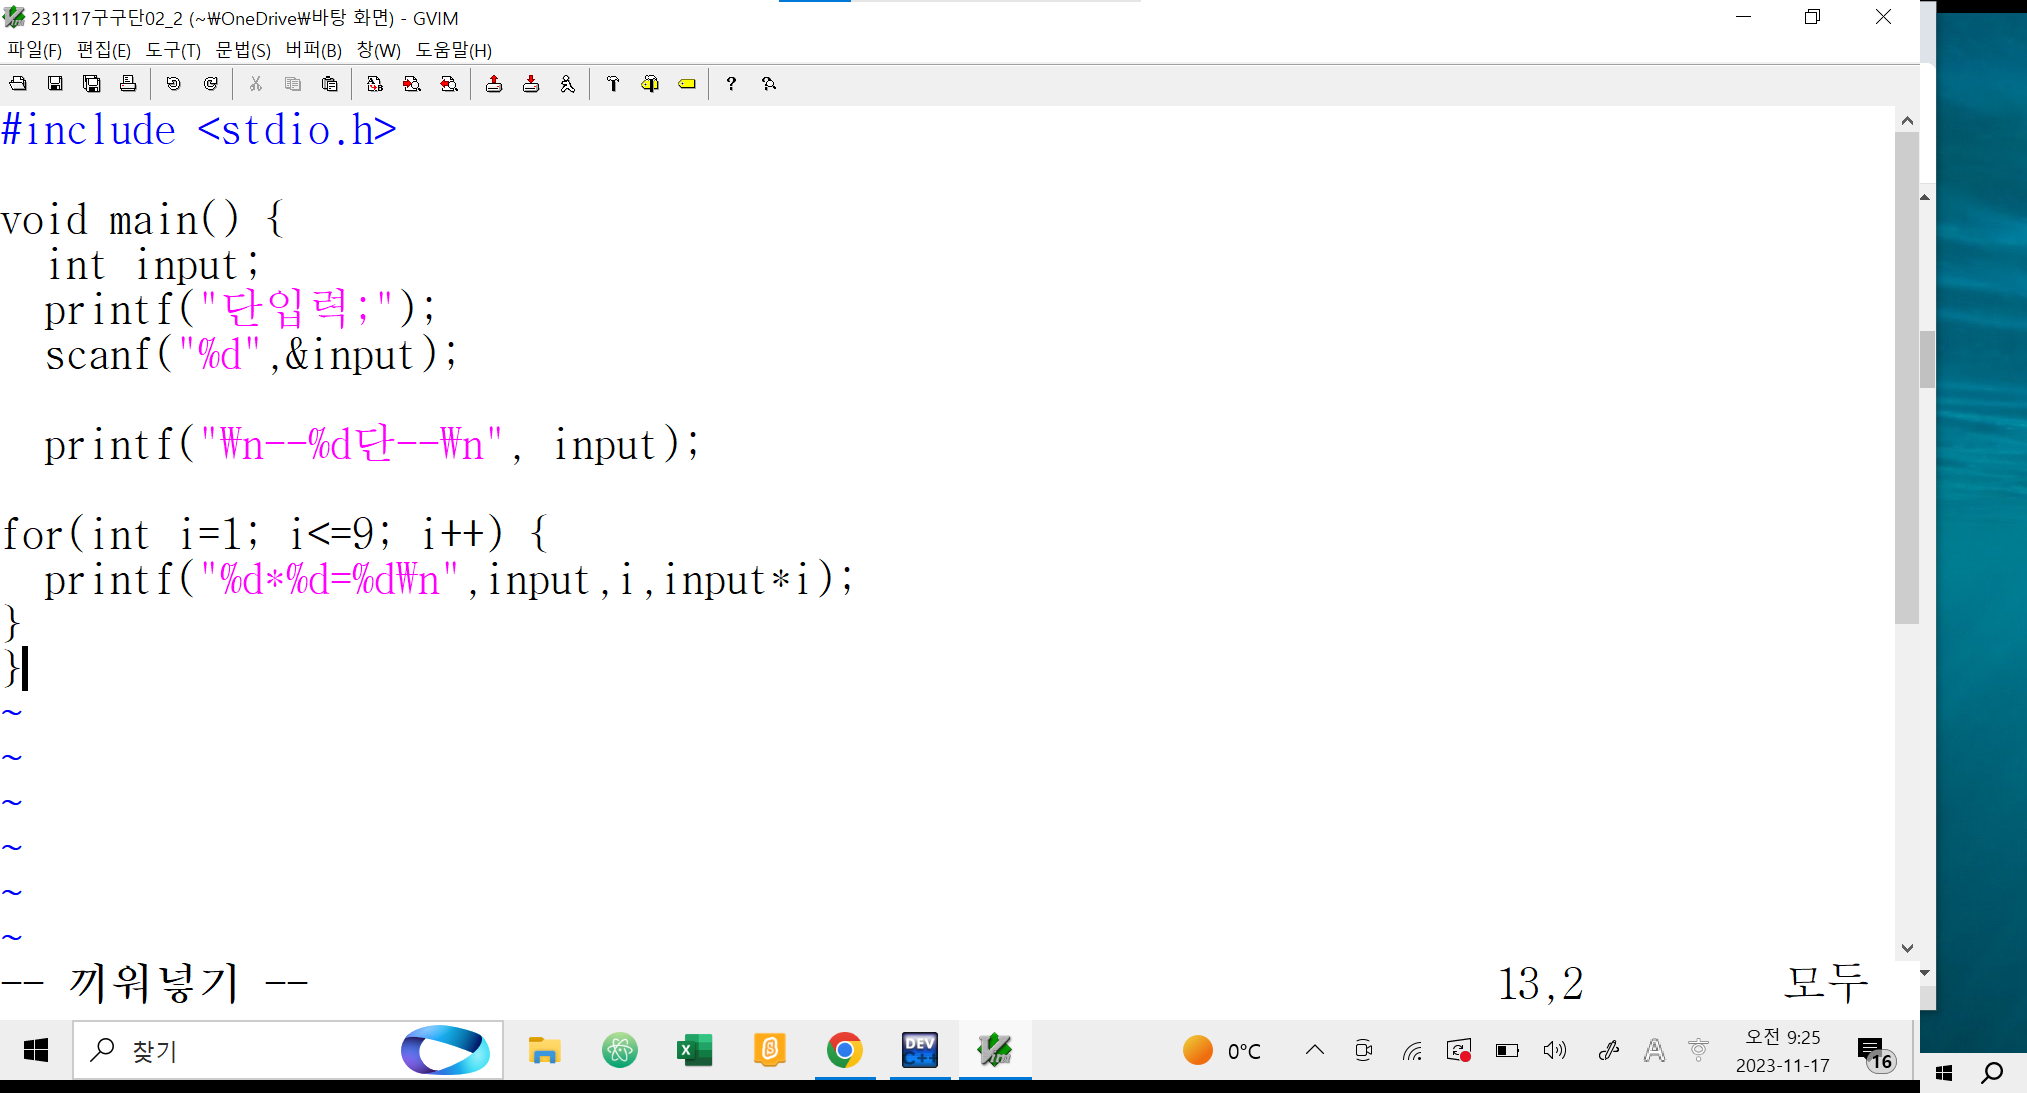 231117구구단02_2 (~\OneDrive\바탕 화면) - GVIM
파일(F) 편집(E) 도구(T) 문법(S) 버퍼(B) 창(W) 도움말(H)
#include <stdio.h>
void main() {
int input;
printf("단입력;");
scanf("%d",&input);
printf("₩n--%d단--₩n", input);
for(int i=1; i<=9; i++) {
printf("%d*%d=%d₩n",input,i,input*i);
}
}
~
~
~
~
~
~
-- 끼워넣기 -- 13,2 모두
찾기
DEV C++
0°C
오전 9:25
2023-11-17
16